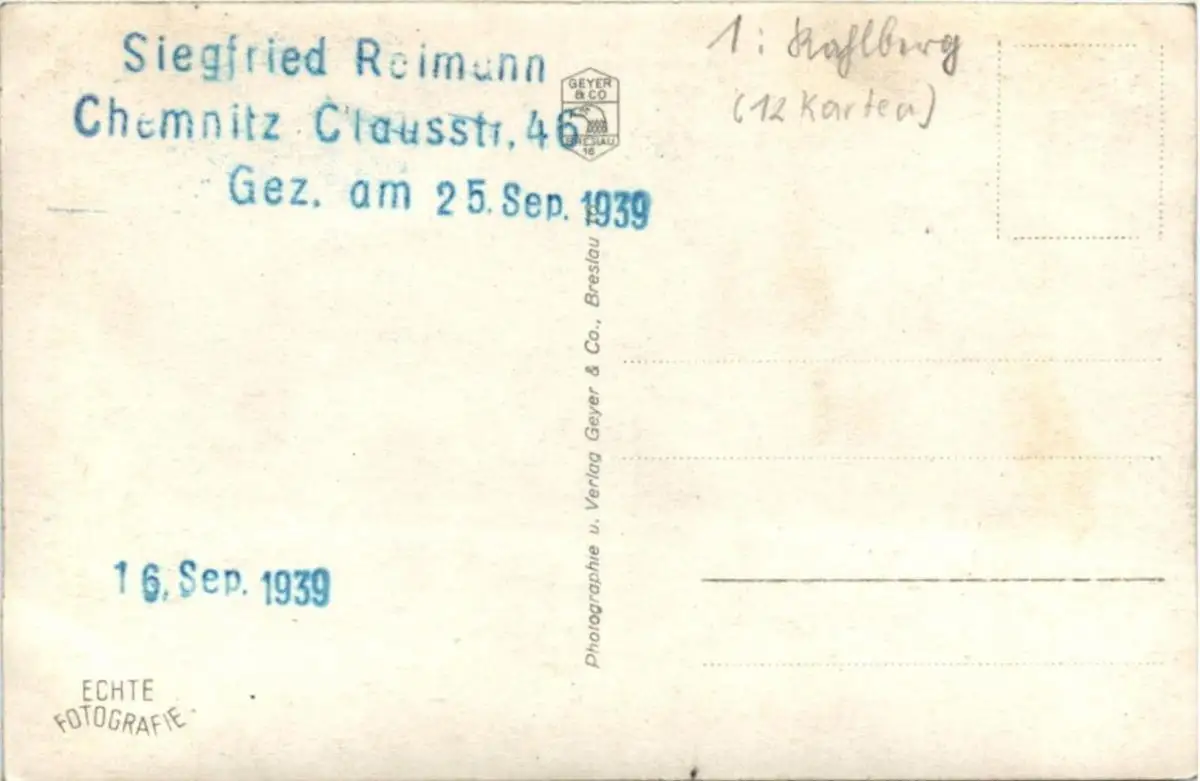 Siegfried Reimann
Chemnitz Clausstr. 46
Gez. am 25. Sep. 1939
GEYER
& CO
BRESLAU
16
1: Kahlberg
(12 Karten)
Photographie u. Verlag Geyer & Co., Breslau
16. Sep. 1939
ECHTE
FOTOGRAFIE